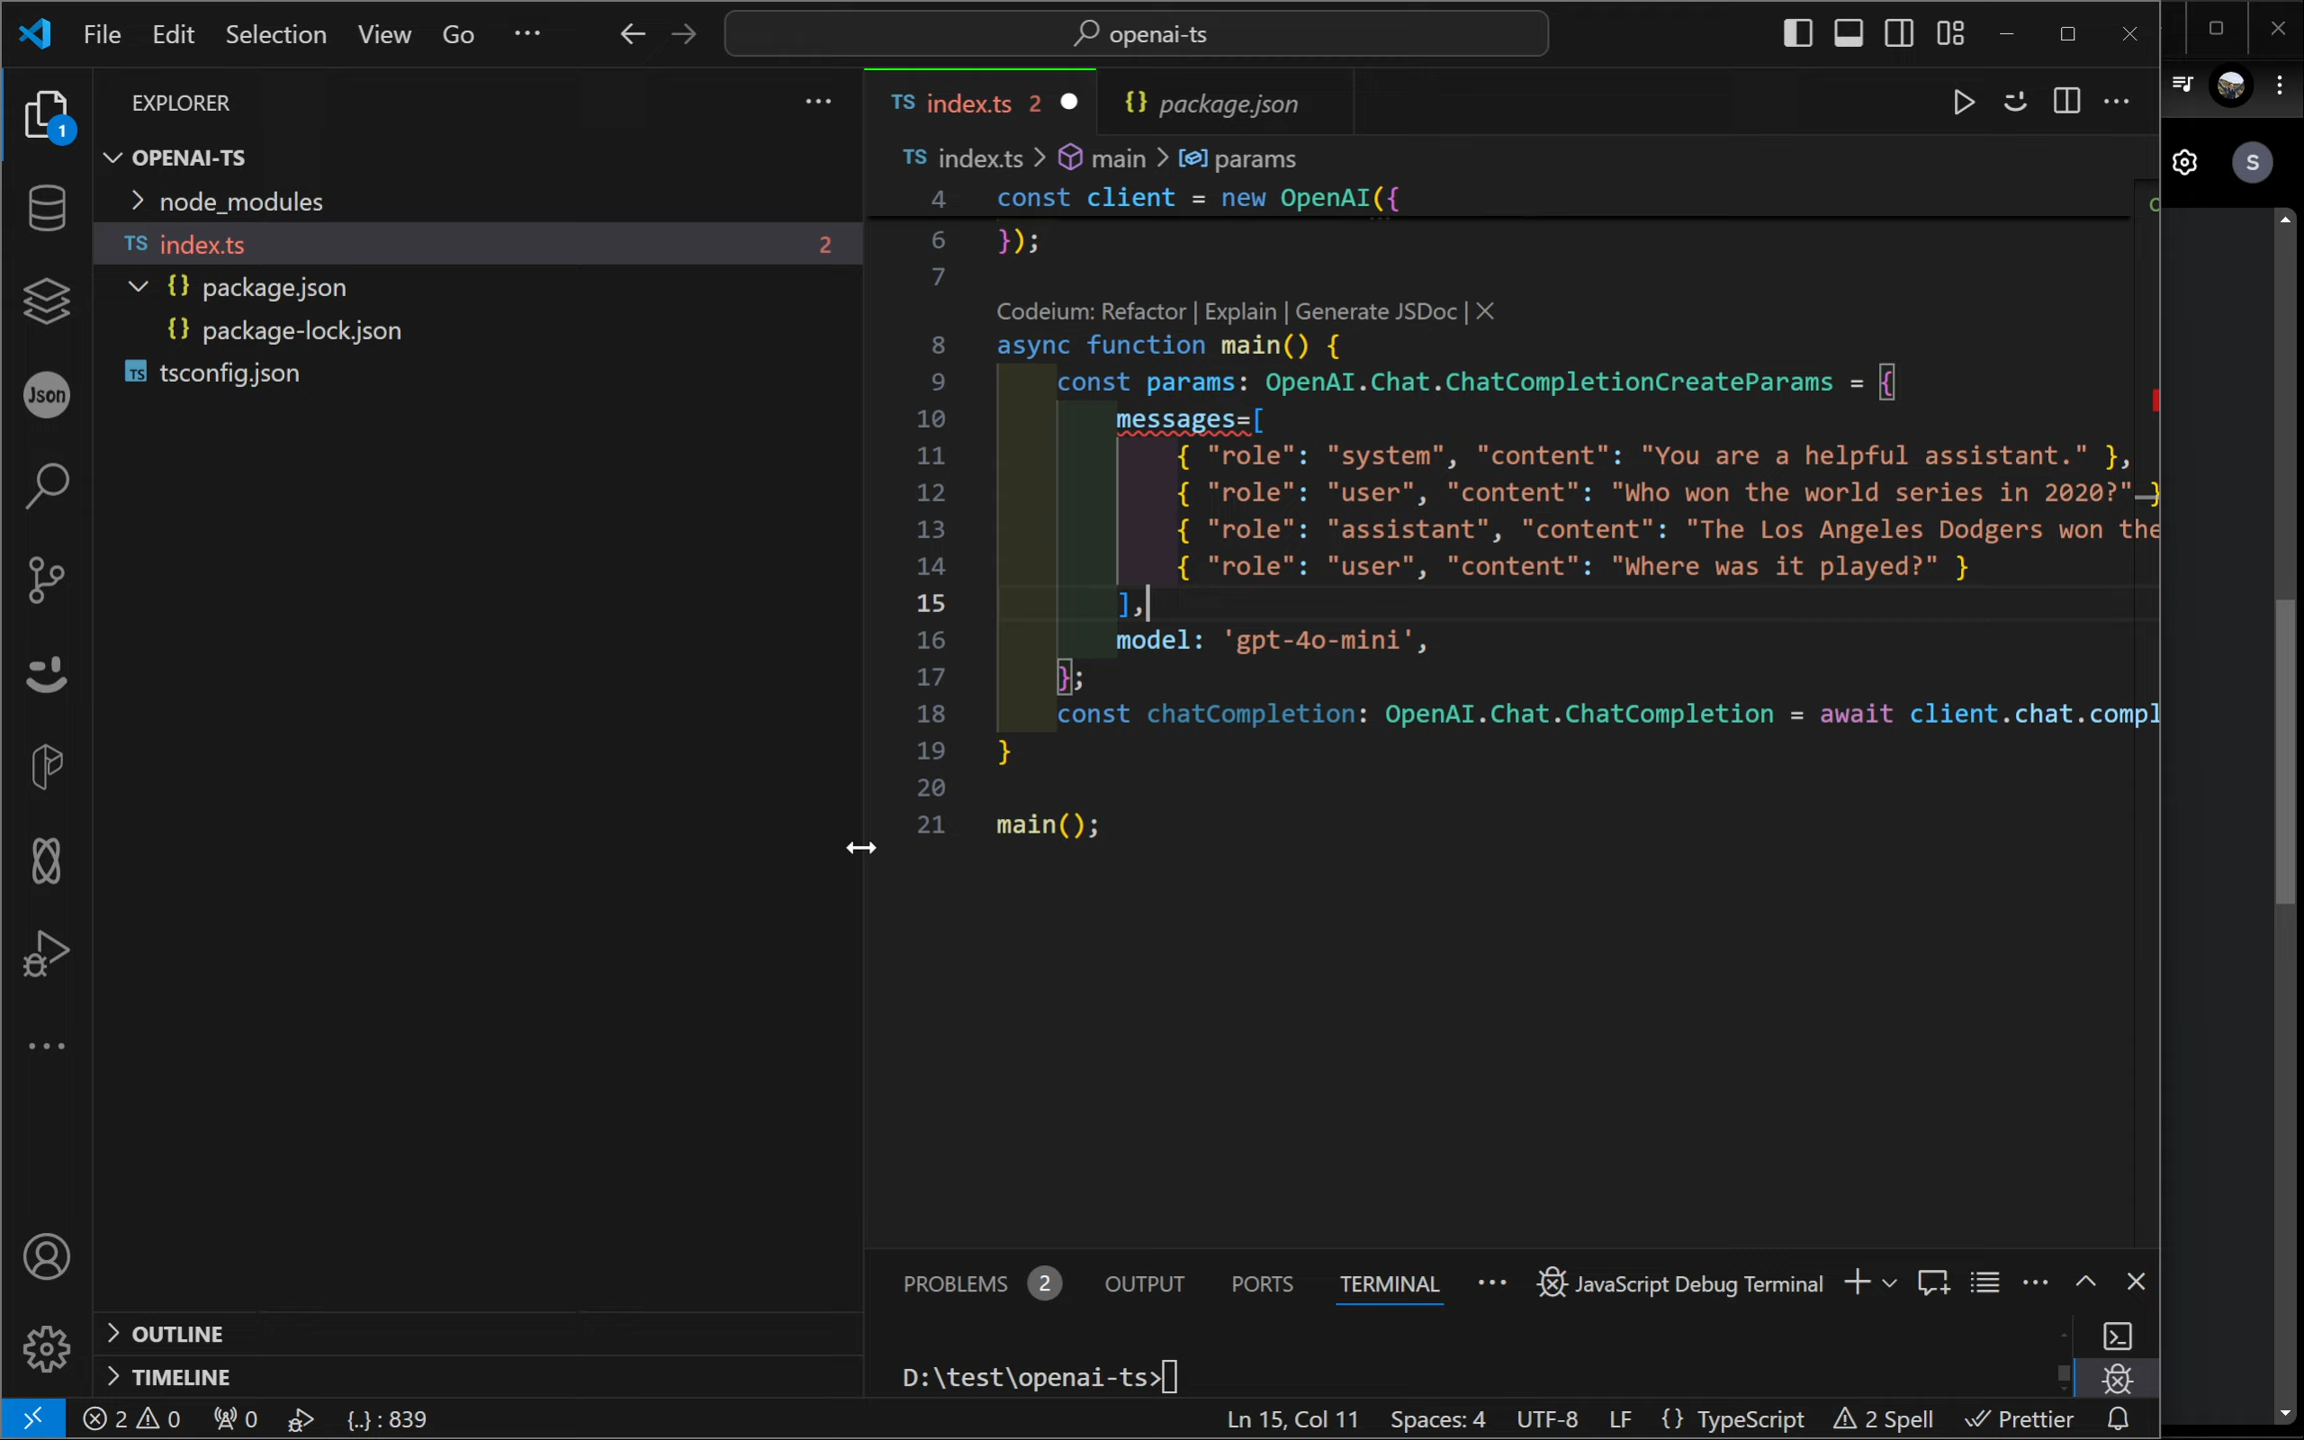 File Edit Selection View Go ··· openai-ts
EXPLORER ···
1
OPENAI-TS
node_modules
TS index.ts 2
{} package.json
{} package-lock.json
TS tsconfig.json
Json
OUTLINE
TIMELINE
TS index.ts 2 {} package.json
S
TS index.ts > main > params
4 const client = new OpenAI({
6 });
7
Codeium: Refactor | Explain | Generate JSDoc | ×
8 async function main() {
9 const params: OpenAI.Chat.ChatCompletionCreateParams = {
10 messages=[
11 { "role": "system", "content": "You are a helpful assistant." },
12 { "role": "user", "content": "Who won the world series in 2020?" }
13 { "role": "assistant", "content": "The Los Angeles Dodgers won the
14 { "role": "user", "content": "Where was it played?" }
15 ],
16 model: 'gpt-4o-mini',
17 };
18 const chatCompletion: OpenAI.Chat.ChatCompletion = await client.chat.compl
19 }
20
21 main();
PROBLEMS 2 OUTPUT PORTS TERMINAL ··· JavaScript Debug Terminal
D:\test\openai-ts>
2 0 0 {..} : 839 Ln 15, Col 11 Spaces: 4 UTF-8 LF {} TypeScript 2 Spell Prettier